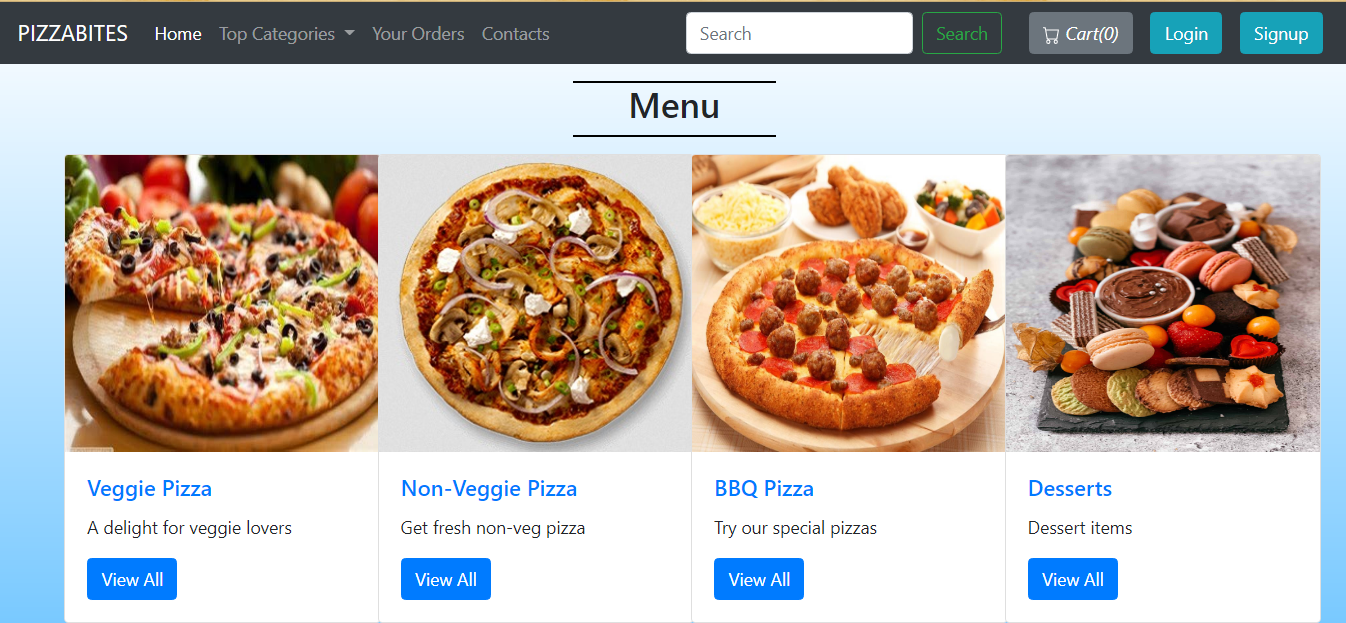 PIZZABITES Home Top Categories Your Orders Contacts Search Search Cart(0) Login Signup
Menu
Veggie Pizza
A delight for veggie lovers
View All
Non-Veggie Pizza
Get fresh non-veg pizza
View All
BBQ Pizza
Try our special pizzas
View All
Desserts
Dessert items
View All